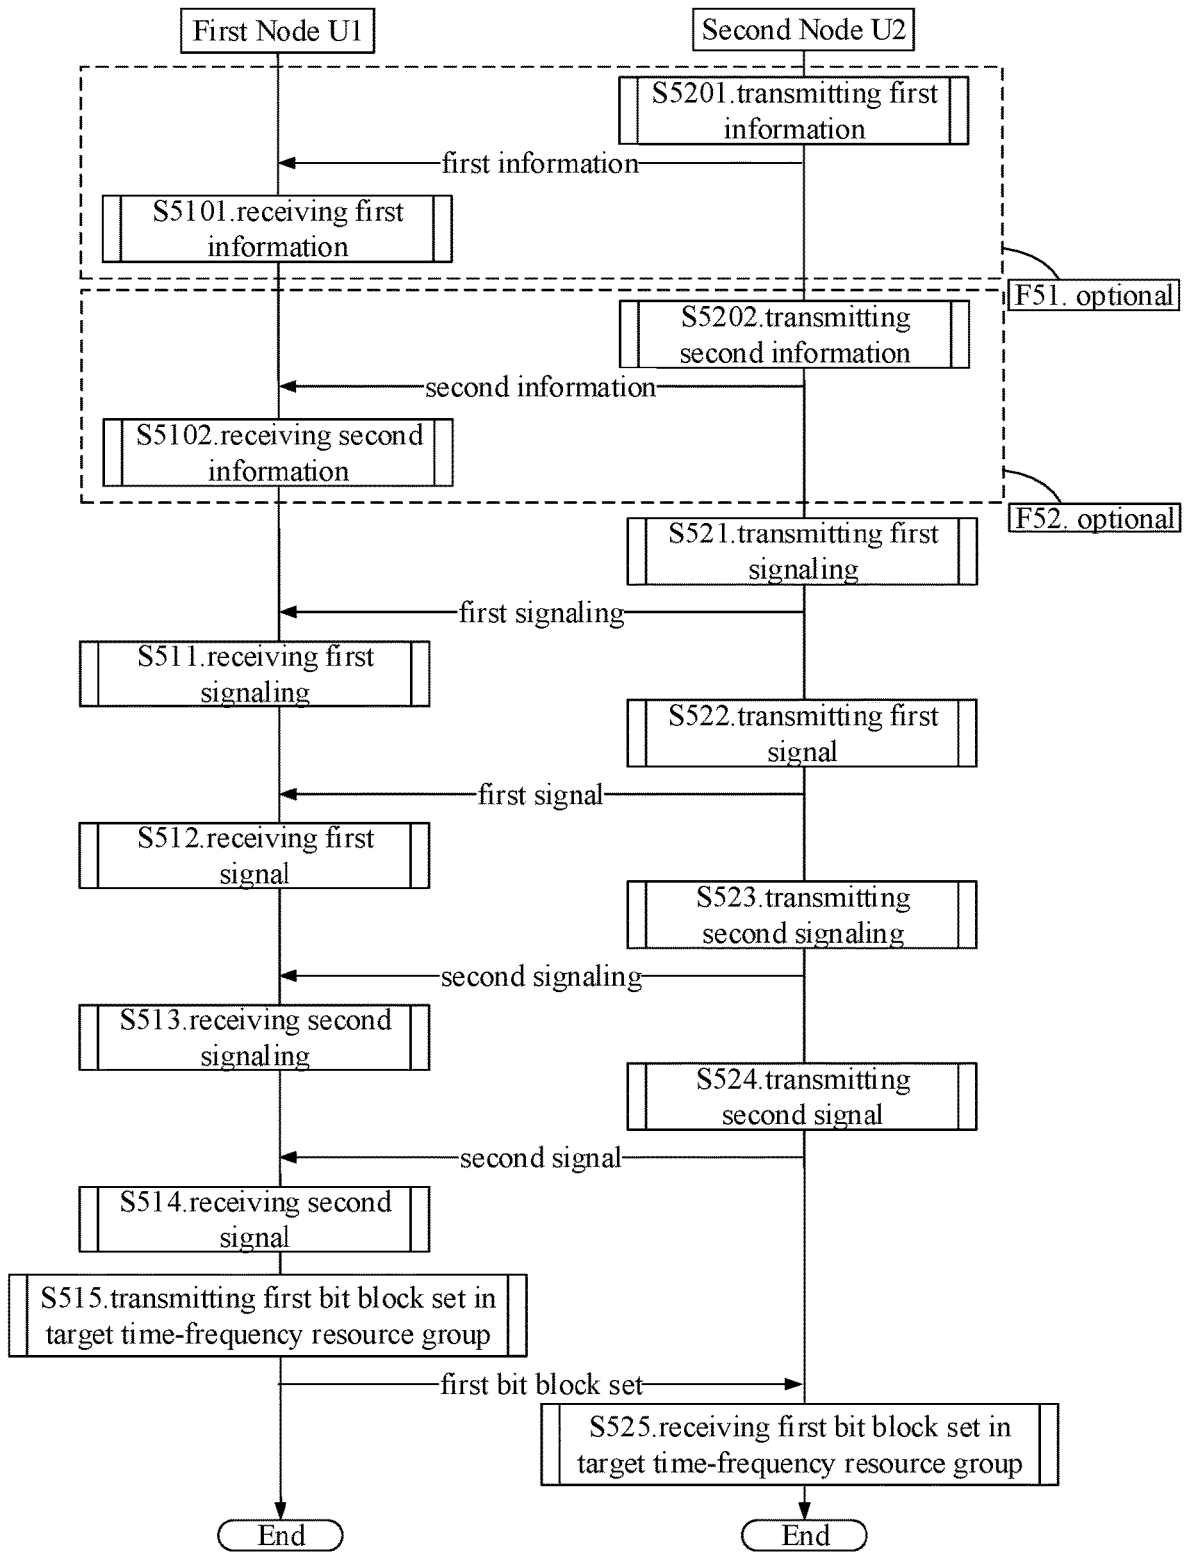 First Node U1
Second Node U2
S5201.transmitting first
information
first information
S5101.receiving first
information
F51. optional
S5202.transmitting
second information
second information
S5102.receiving second
information
F52. optional
S521.transmitting first
signaling
first signaling
S511.receiving first
signaling
S522.transmitting first
signal
first signal
S512.receiving first
signal
S523.transmitting
second signaling
second signaling
S513.receiving second
signaling
S524.transmitting
second signal
second signal
S514.receiving second
signal
S515.transmitting first bit block set in
target time-frequency resource group
first bit block set
S525.receiving first bit block set in
target time-frequency resource group
End
End